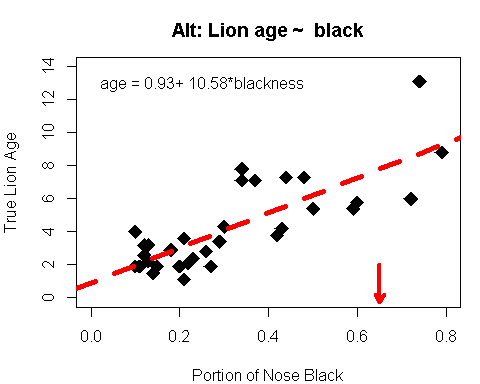 Alt: Lion age ~ black
age = 0.93+ 10.58*blackness
True Lion Age
14
12
10
8
6
4
2
0
0.0 0.2 0.4 0.6 0.8
Portion of Nose Black